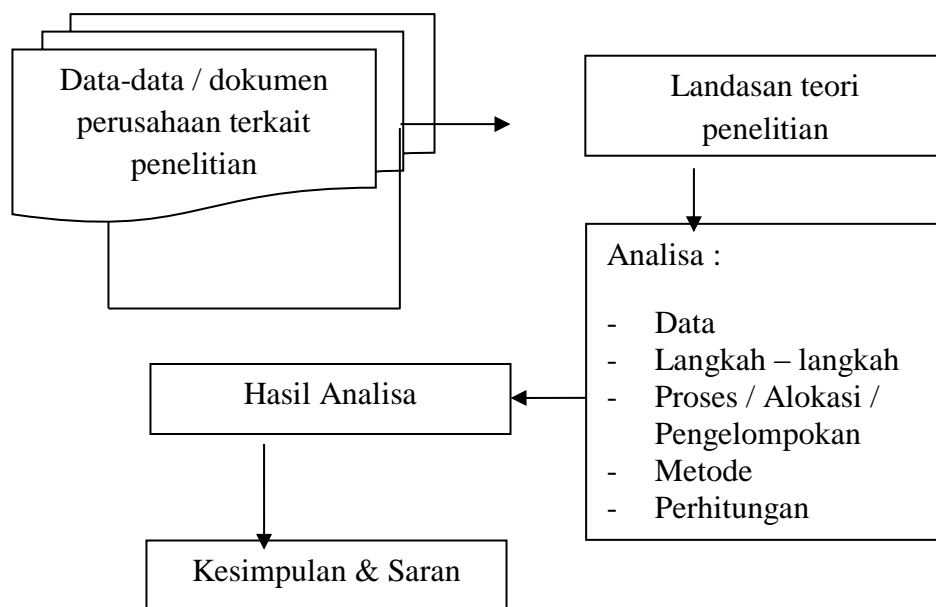 Data-data / dokumen
perusahaan terkait
penelitian
Landasan teori
penelitian
Analisa :
- Data
- Langkah – langkah
- Proses / Alokasi /
Pengelompokan
- Metode
- Perhitungan
Hasil Analisa
Kesimpulan & Saran